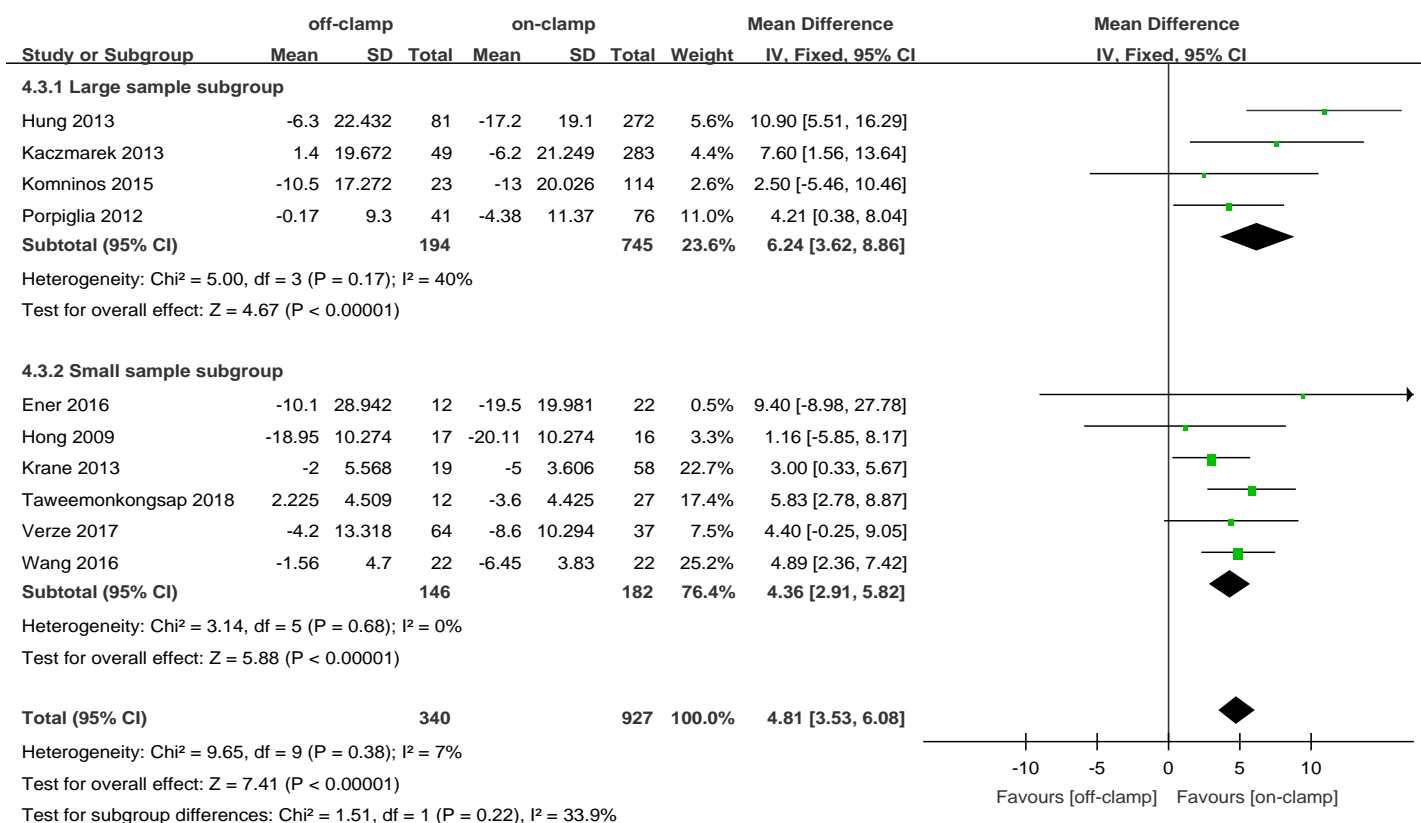 off-clamp on-clamp Mean Difference Mean Difference
Study or Subgroup Mean SD Total Mean SD Total Weight IV, Fixed, 95% CI IV, Fixed, 95% CI
4.3.1 Large sample subgroup
Hung 2013 -6.3 22.432 81 -17.2 19.1 272 5.6% 10.90 [5.51, 16.29]
Kaczmarek 2013 1.4 19.672 49 -6.2 21.249 283 4.4% 7.60 [1.56, 13.64]
Komninos 2015 -10.5 17.272 23 -13 20.026 114 2.6% 2.50 [-5.46, 10.46]
Porpiglia 2012 -0.17 9.3 41 -4.38 11.37 76 11.0% 4.21 [0.38, 8.04]
Subtotal (95% CI) 194 745 23.6% 6.24 [3.62, 8.86]
Heterogeneity: Chi² = 5.00, df = 3 (P = 0.17); I² = 40%
Test for overall effect: Z = 4.67 (P < 0.00001)
4.3.2 Small sample subgroup
Ener 2016 -10.1 28.942 12 -19.5 19.981 22 0.5% 9.40 [-8.98, 27.78]
Hong 2009 -18.95 10.274 17 -20.11 10.274 16 3.3% 1.16 [-5.85, 8.17]
Krane 2013 -2 5.568 19 -5 3.606 58 22.7% 3.00 [0.33, 5.67]
Taweemonkongsap 2018 2.225 4.509 12 -3.6 4.425 27 17.4% 5.83 [2.78, 8.87]
Verze 2017 -4.2 13.318 64 -8.6 10.294 37 7.5% 4.40 [-0.25, 9.05]
Wang 2016 -1.56 4.7 22 -6.45 3.83 22 25.2% 4.89 [2.36, 7.42]
Subtotal (95% CI) 146 182 76.4% 4.36 [2.91, 5.82]
Heterogeneity: Chi² = 3.14, df = 5 (P = 0.68); I² = 0%
Test for overall effect: Z = 5.88 (P < 0.00001)
Total (95% CI) 340 927 100.0% 4.81 [3.53, 6.08]
Heterogeneity: Chi² = 9.65, df = 9 (P = 0.38); I² = 7%
Test for overall effect: Z = 7.41 (P < 0.00001)
Test for subgroup differences: Chi² = 1.51, df = 1 (P = 0.22), I² = 33.9%
-10 -5 0 5 10
Favours [off-clamp] Favours [on-clamp]